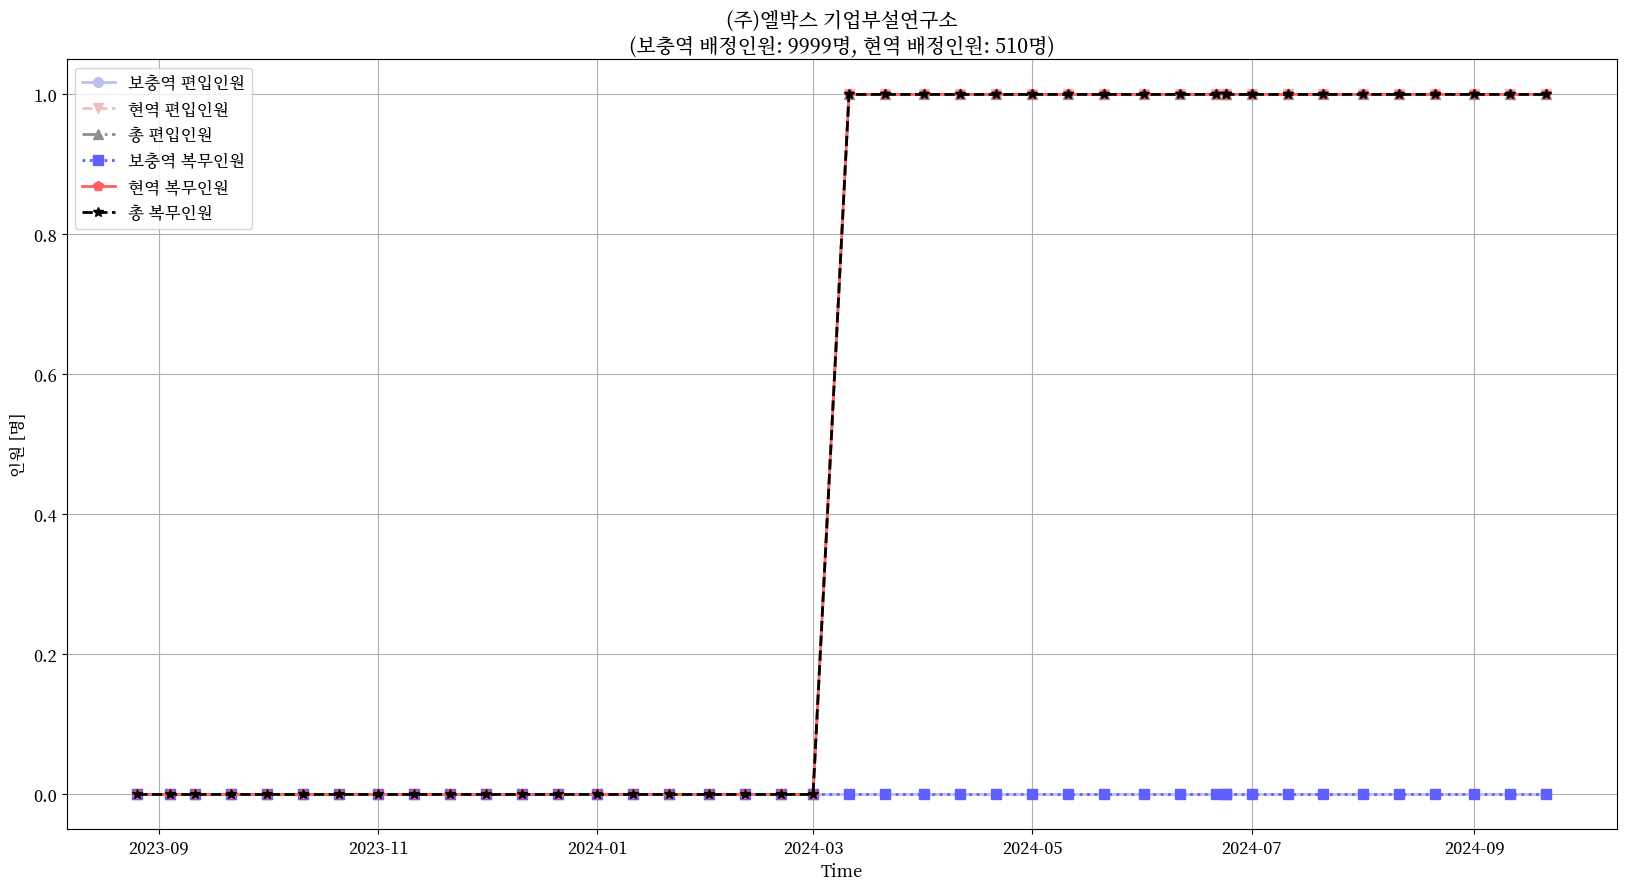 (주)엘박스 기업부설연구소
(보충역 배정인원: 9999명, 현역 배정인원: 510명)
보충역 편입인원
현역 편입인원
총 편입인원
보충역 복무인원
현역 복무인원
총 복무인원
1.0
0.8
0.6
0.4
0.2
0.0
인원 [명]
2023-09
2023-11
2024-01
2024-03
2024-05
2024-07
2024-09
Time